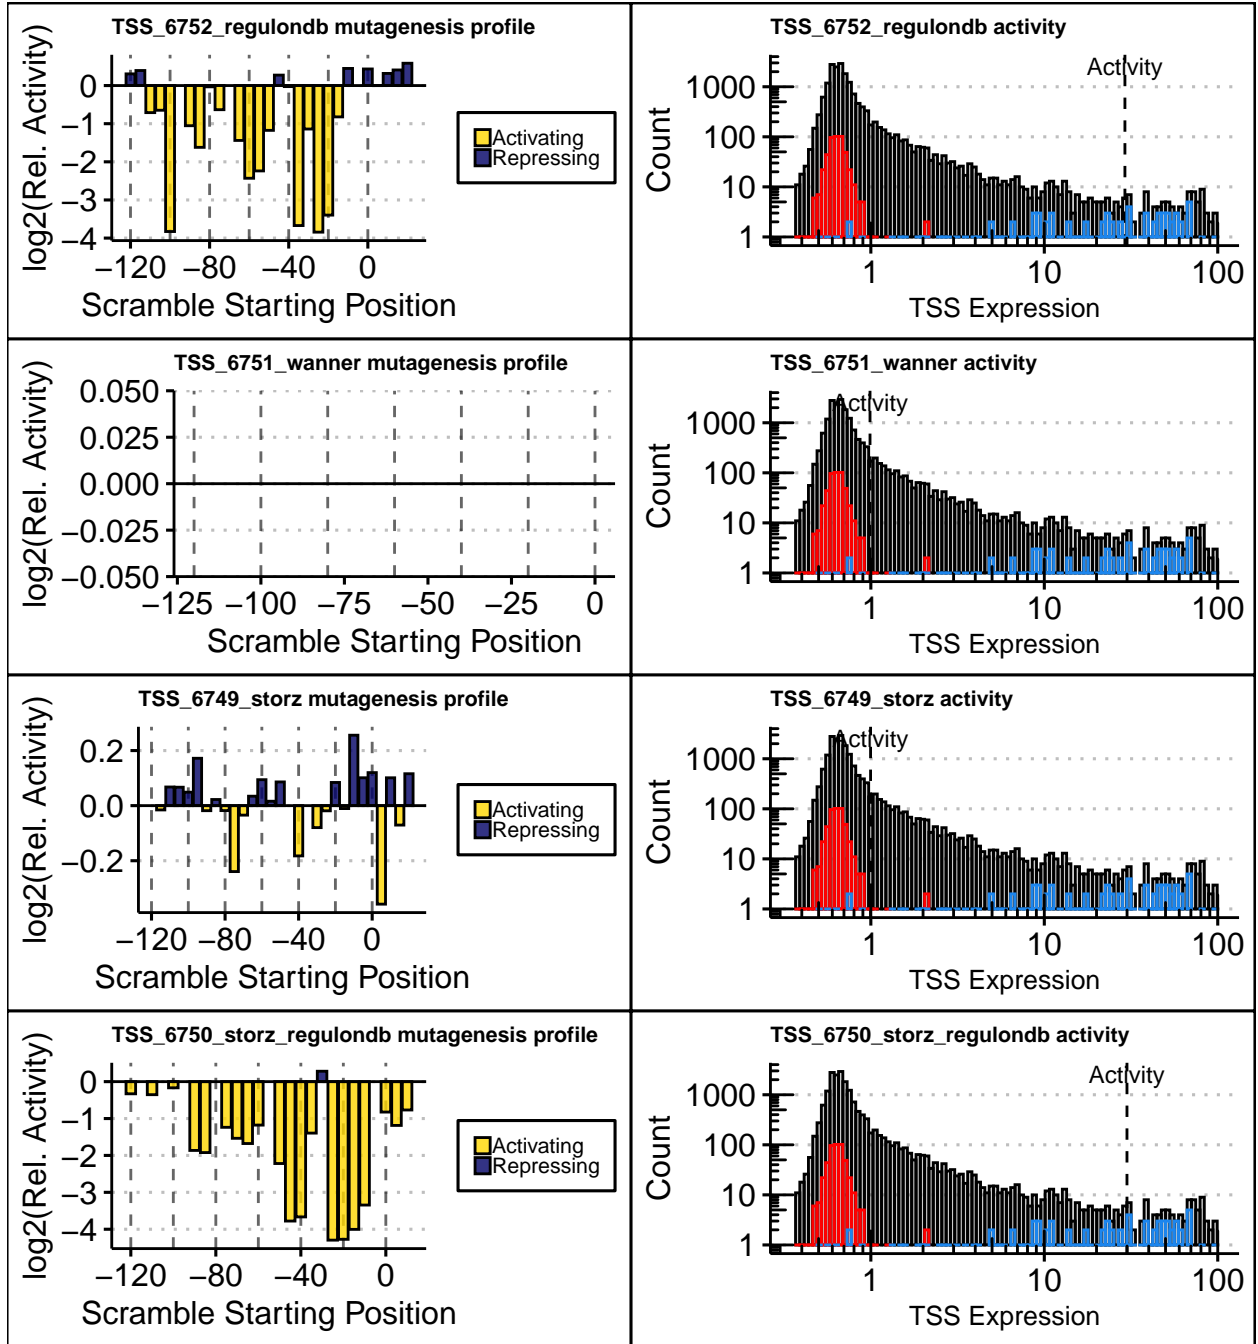 TSS_6752_regulondb mutagenesis profile
log2(Rel. Activity)
0
−1
−2
−3
−4
−120 −80 −40 0
Scramble Starting Position
Activating
Repressing
TSS_6752_regulondb activity
Activity
Count
1000
100
10
1
1 10 100
TSS Expression
TSS_6751_wanner mutagenesis profile
log2(Rel. Activity)
0.050
0.025
0.000
−0.025
−0.050
−125 −100 −75 −50 −25 0
Scramble Starting Position
TSS_6751_wanner activity
Activity
Count
1000
100
10
1
1 10 100
TSS Expression
TSS_6749_storz mutagenesis profile
log2(Rel. Activity)
0.2
0.0
−0.2
−120 −80 −40 0
Scramble Starting Position
Activating
Repressing
TSS_6749_storz activity
Activity
Count
1000
100
10
1
1 10 100
TSS Expression
TSS_6750_storz_regulondb mutagenesis profile
log2(Rel. Activity)
0
−1
−2
−3
−4
−120 −80 −40 0
Scramble Starting Position
Activating
Repressing
TSS_6750_storz_regulondb activity
Activity
Count
1000
100
10
1
1 10 100
TSS Expression